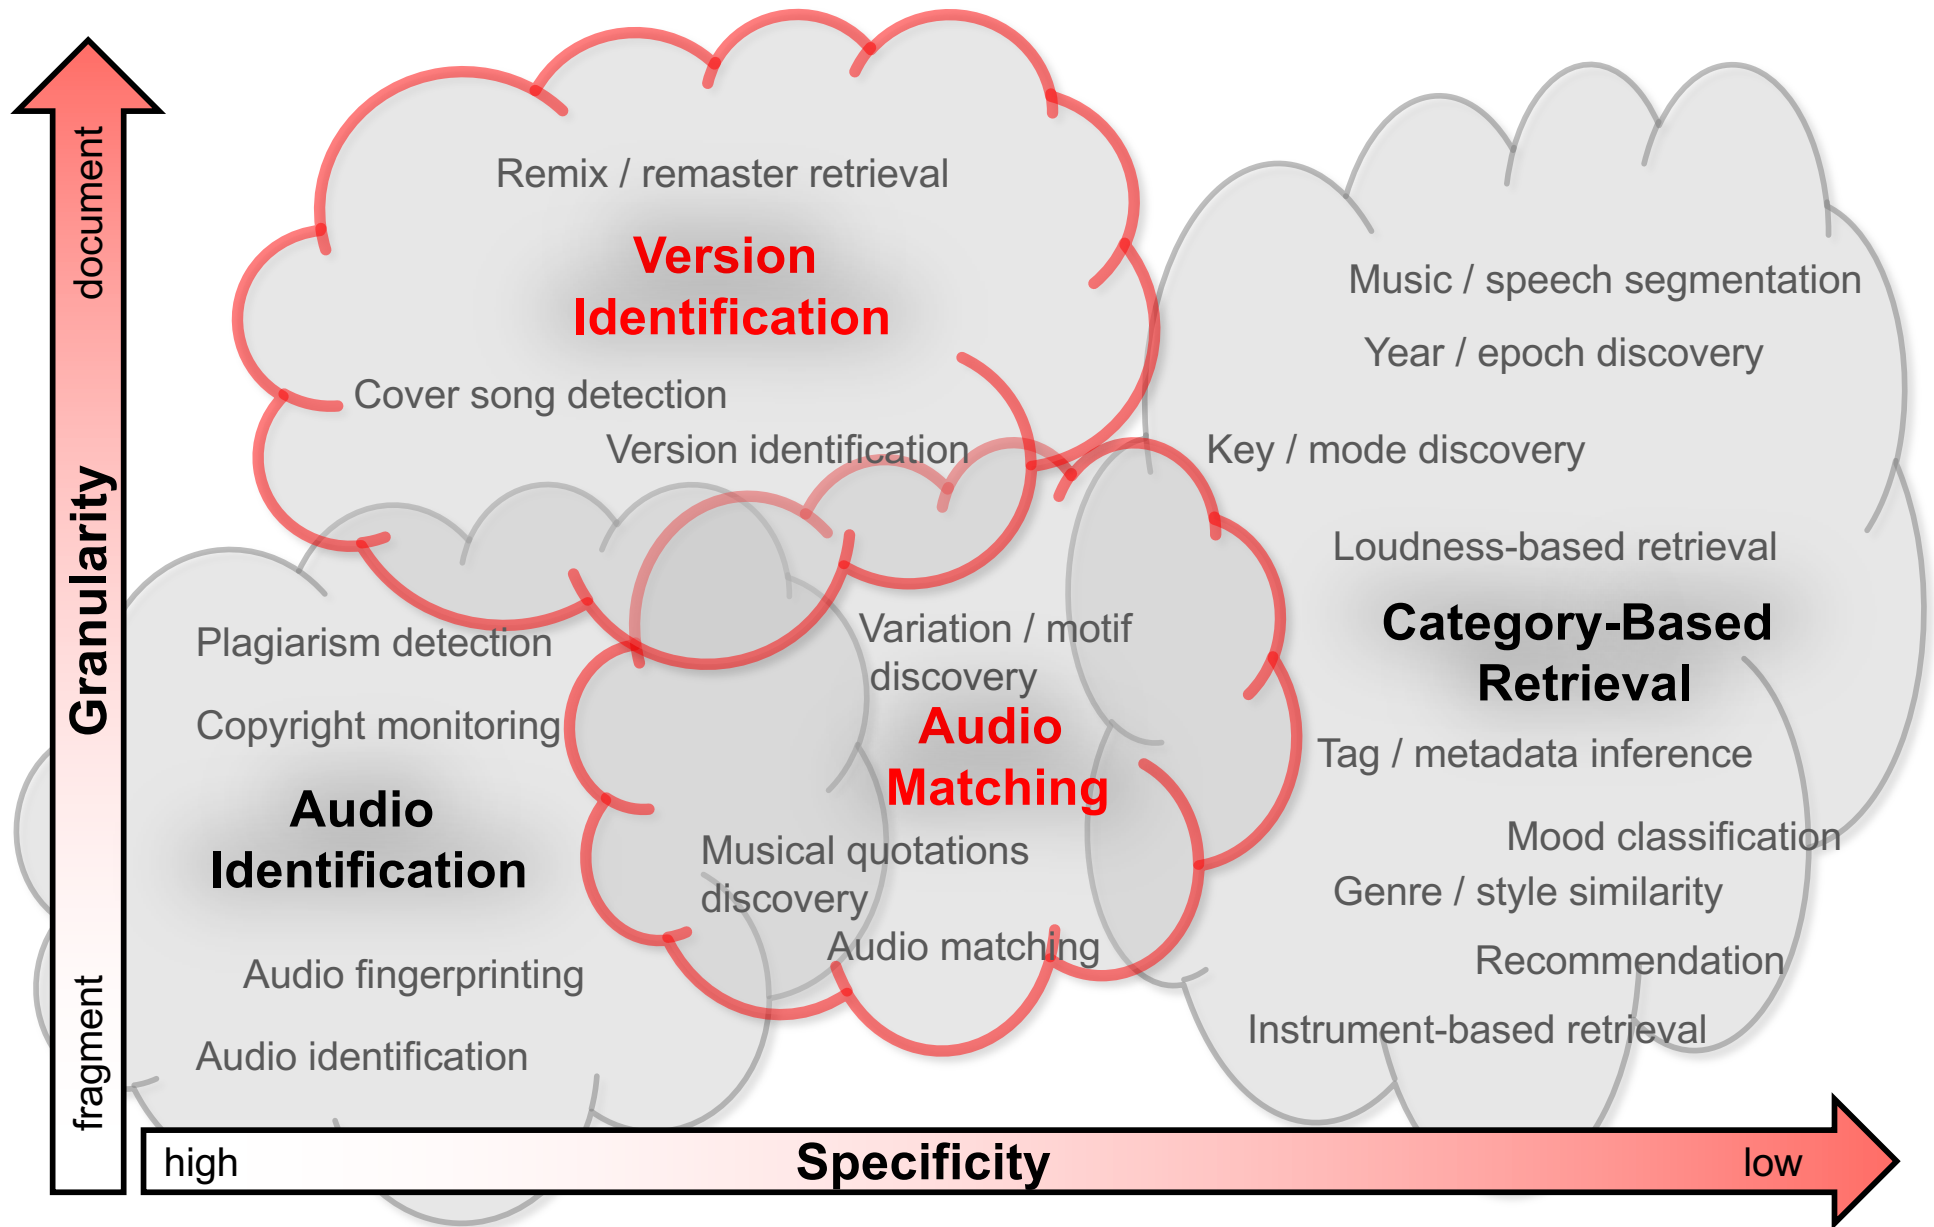 document
Granularity
fragment
Remix / remaster retrieval
Version
Identification
Cover song detection
Version identification
Music / speech segmentation
Year / epoch discovery
Key / mode discovery
Loudness-based retrieval
Category-Based
Retrieval
Tag / metadata inference
Mood classification
Genre / style similarity
Recommendation
Instrument-based retrieval
Variation / motif
discovery
Audio
Matching
Musical quotations
discovery
Audio matching
Plagiarism detection
Copyright monitoring
Audio
Identification
Audio fingerprinting
Audio identification
high
Specificity
low